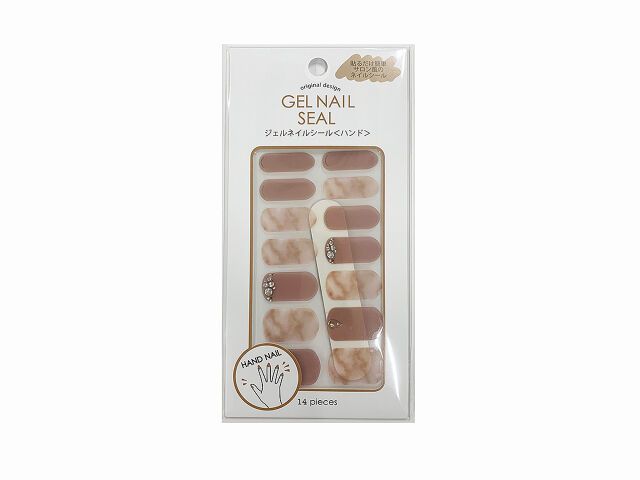 貼るだけ簡単
サロン風の
ネイルシール
original design
GEL NAIL
SEAL
ジェルネイルシール<ハンド>
HAND NAIL
14 pieces